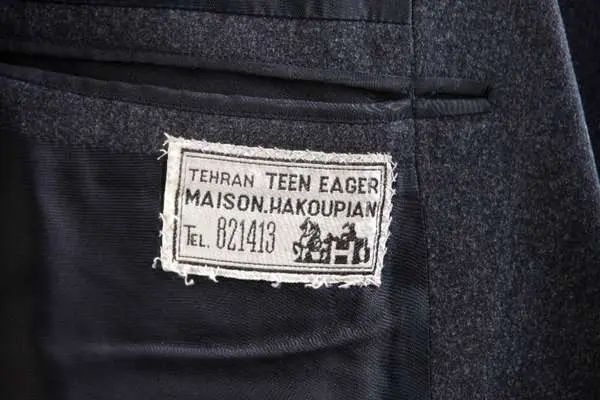 TEHRAN TEEN EAGER
MAISON.HAKOUPIAN
TEL. 821413